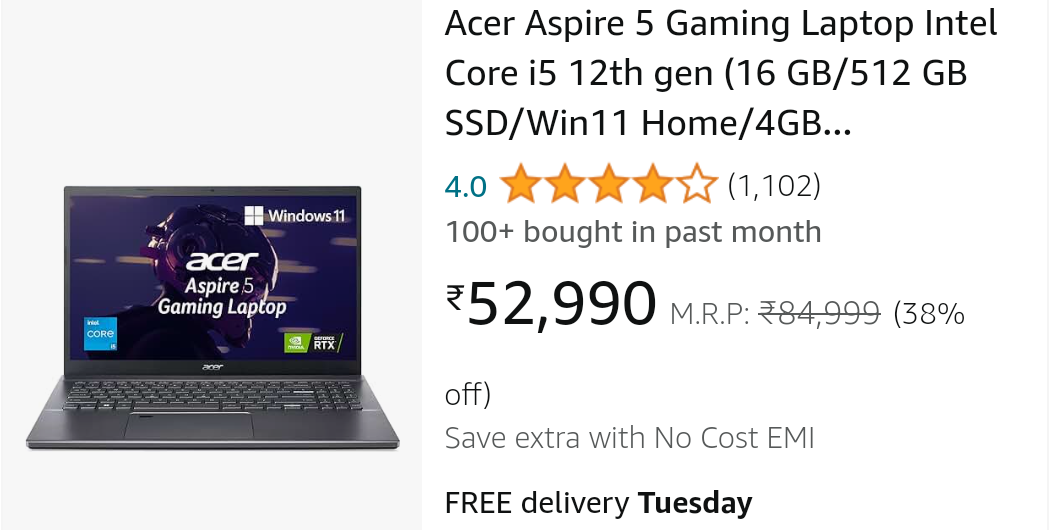 Acer Aspire 5 Gaming Laptop Intel
Core i5 12th gen (16 GB/512 GB
SSD/Win11 Home/4GB...
4.0 (1,102)
100+ bought in past month
₹52,990 M.R.P: ₹84,999 (38%
off)
Save extra with No Cost EMI
FREE delivery Tuesday
Windows 11
acer
Aspire 5
Gaming Laptop
intel
CORE
i5
NVIDIA
GEFORCE
RTX
acer